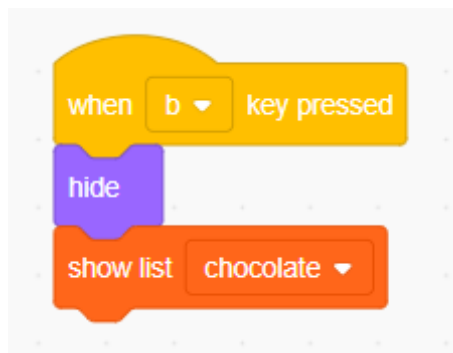 when b key pressed
hide
show list chocolate